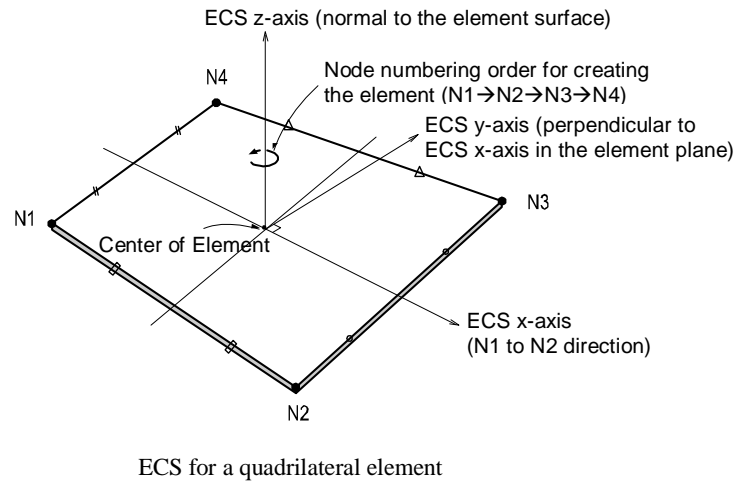 ECS z-axis (normal to the element surface)
N4
Node numbering order for creating
the element (N1→N2→N3→N4)
ECS y-axis (perpendicular to
ECS x-axis in the element plane)
N3
N1
Center of Element
ECS x-axis
(N1 to N2 direction)
N2
ECS for a quadrilateral element